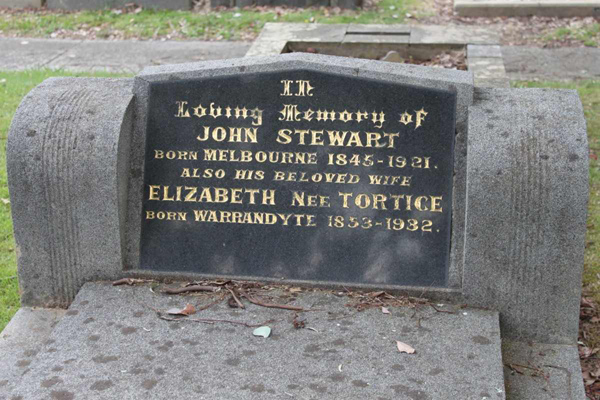 In
Loving Memory of
JOHN STEWART
BORN MELBOURNE 1845-1921.
ALSO HIS BELOVED WIFE
ELIZABETH NEE TORTICE
BORN WARRANDYTE 1853-1932.